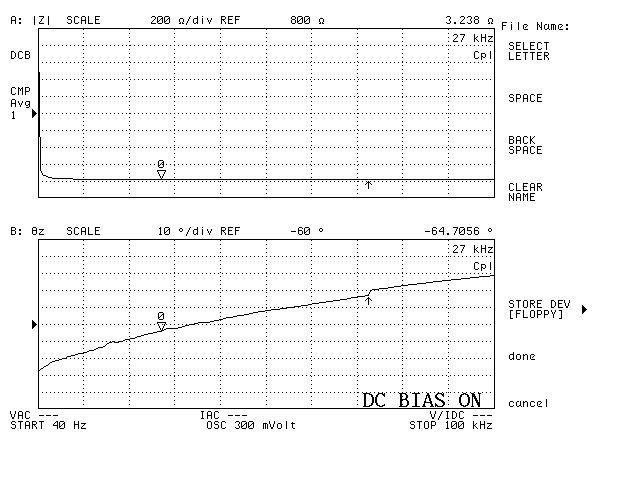 A: |Z| SCALE 200 Ω/div REF 800 Ω 3.238 Ω
File Name:
27 kHz
SELECT
LETTER
DCB
Cpl
CMP
Avg
1
SPACE
BACK
SPACE
0
CLEAR
NAME
B: θz SCALE 10 °/div REF -60 ° -64.7056 °
27 kHz
Cpl
STORE DEV
[FLOPPY]
0
done
DC BIAS ON
cancel
VAC --- IAC --- V/IDC ---
START 40 Hz OSC 300 mVolt STOP 100 kHz